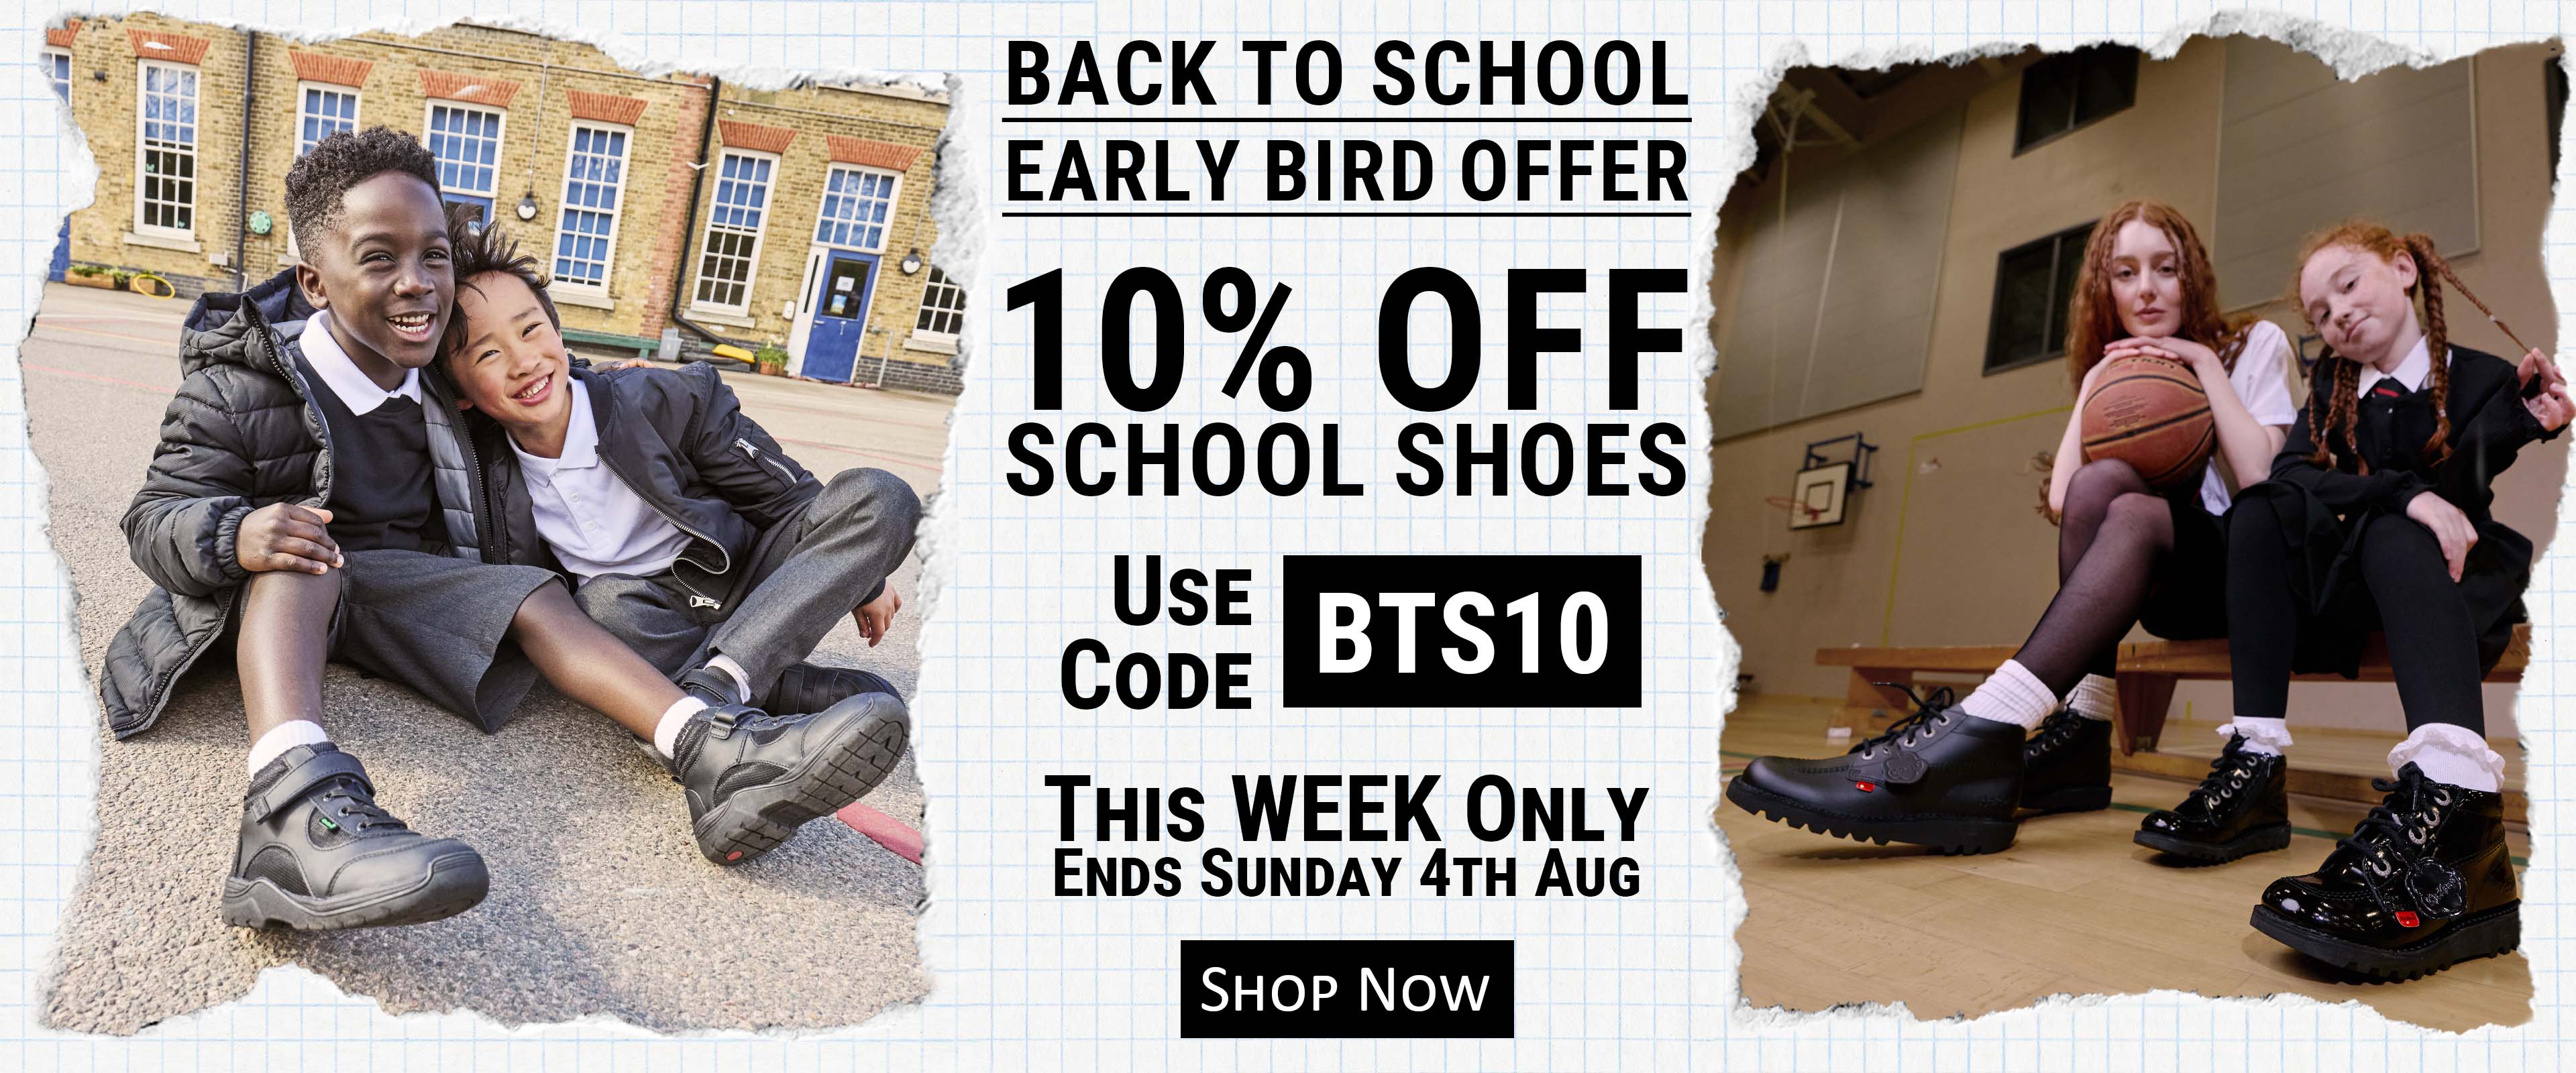 BACK TO SCHOOL
EARLY BIRD OFFER
10% OFF
SCHOOL SHOES
USE
CODE
BTS10
THIS WEEK ONLY
ENDS SUNDAY 4TH AUG
SHOP NOW